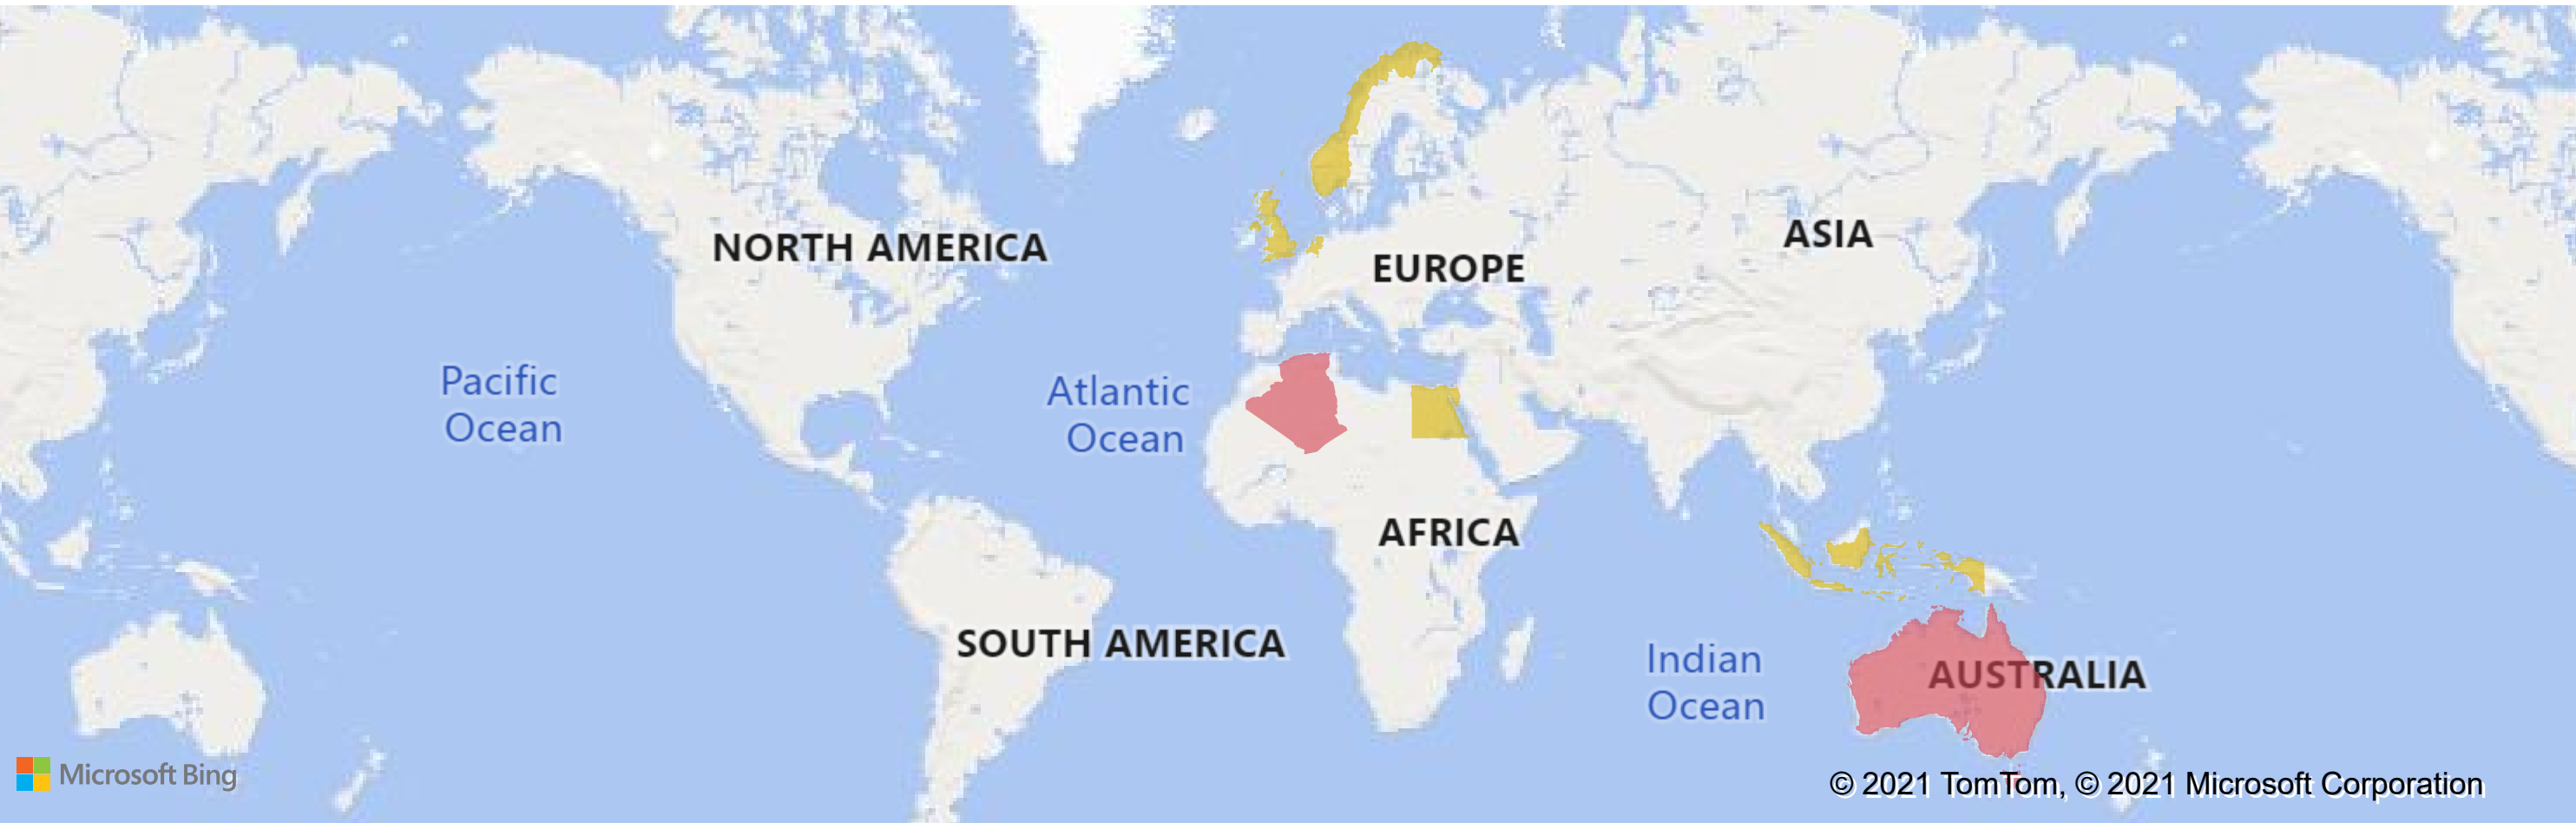 NORTH AMERICA
ASIA
EUROPE
Pacific
Ocean
Atlantic
Ocean
AFRICA
SOUTH AMERICA
Indian
Ocean
AUSTRALIA
Microsoft Bing
© 2021 TomTom, © 2021 Microsoft Corporation